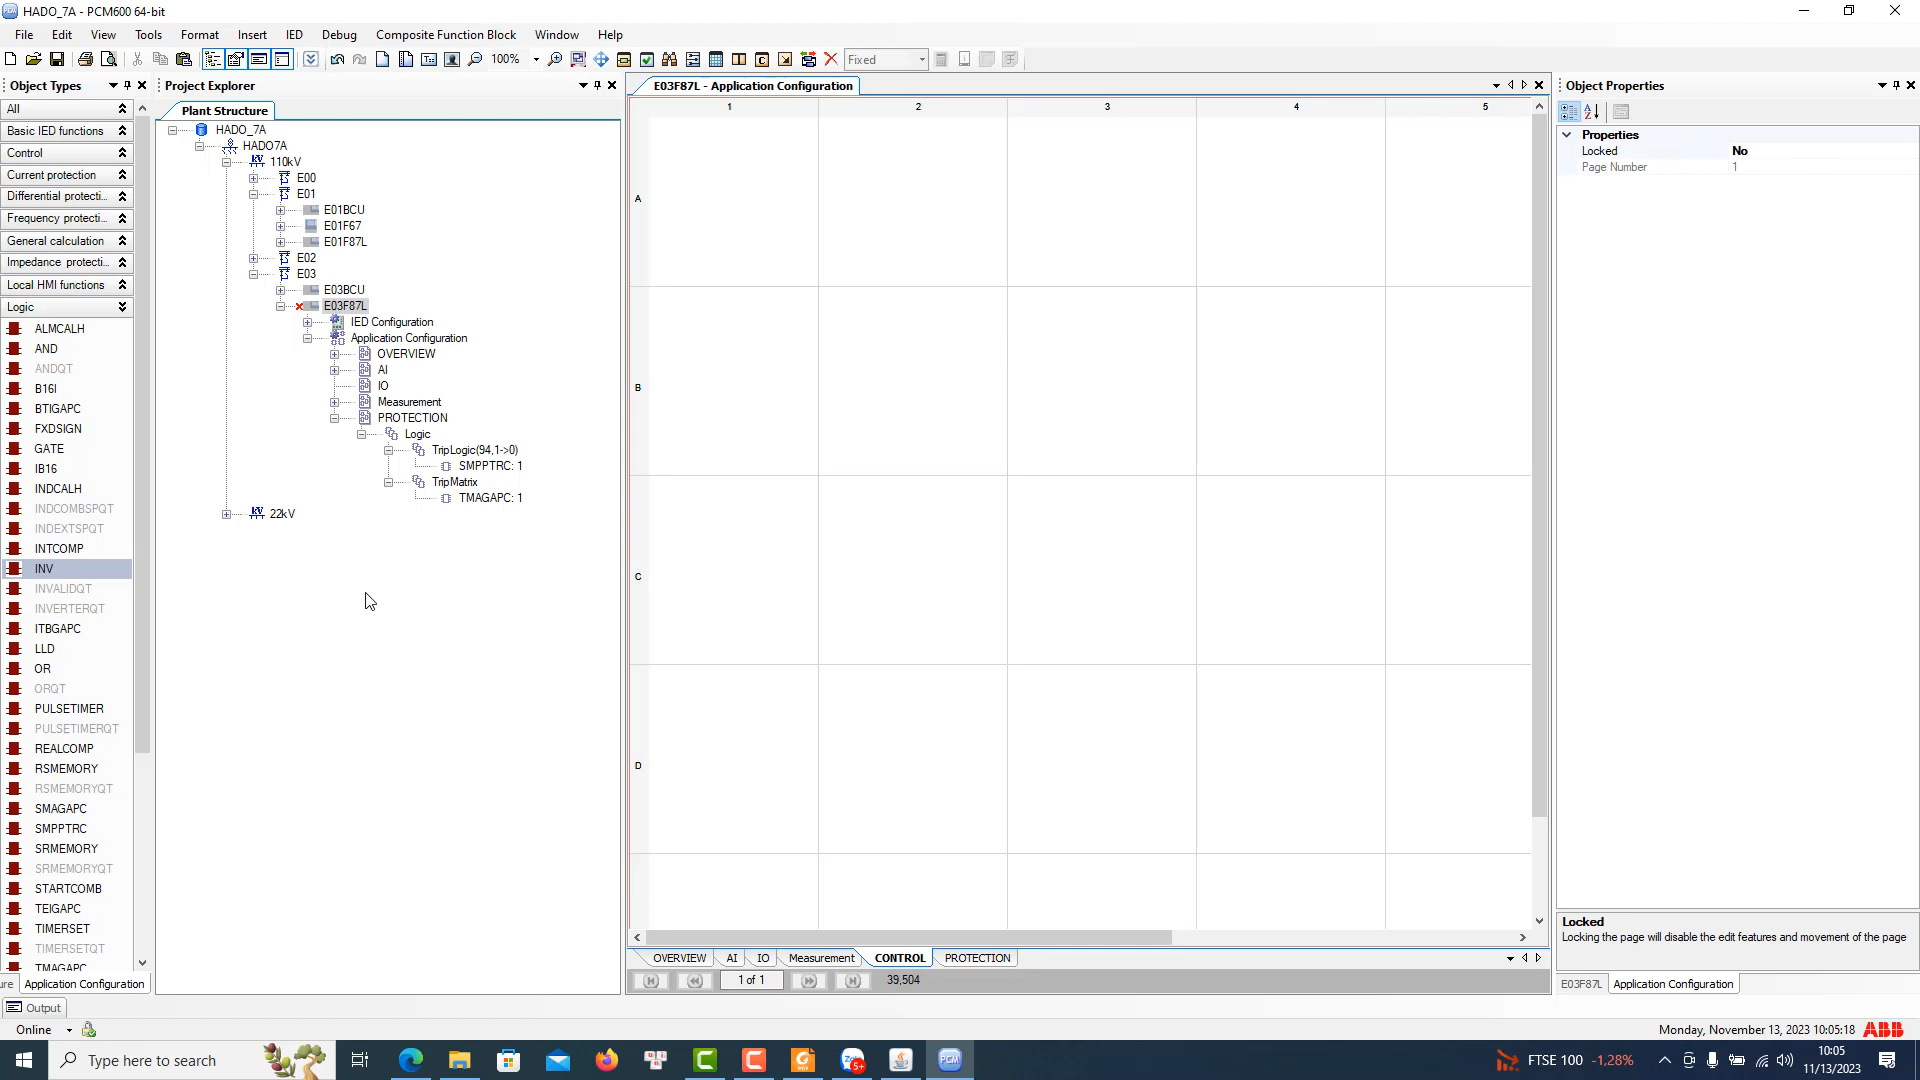 HADO_7A - PCM600 64-bit
File Edit View Tools Format Insert IED Debug Composite Function Block Window Help
100% Fixed
Object Types
All
Basic IED functions
Control
Current protection
Differential protecti...
Frequency protecti...
General calculation
Impedance protecti...
Local HMI functions
Logic
ALMCALH
AND
ANDQT
B16I
BTIGAPC
FXDSIGN
GATE
IB16
INDCALH
INDCOMBSPQT
INDEXTSPQT
INTCOMP
INV
INVALIDQT
INVERTERQT
ITBGAPC
LLD
OR
ORQT
PULSETIMER
PULSETIMERQT
REALCOMP
RSMEMORY
RSMEMORYQT
SMAGAPC
SMPPTRC
SRMEMORY
SRMEMORYQT
STARTCOMB
TEIGAPC
TIMERSET
TIMERSETQT
TMAGAPC
ure Application Configuration
Project Explorer
Plant Structure
HADO_7A
HADO7A
110kV
E00
E01
E01BCU
E01F67
E01F87L
E02
E03
E03BCU
E03F87L
IED Configuration
Application Configuration
OVERVIEW
AI
IO
Measurement
PROTECTION
Logic
TripLogic(94,1->0)
SMPPTRC: 1
TripMatrix
TMAGAPC: 1
22kV
E03F87L - Application Configuration
1 2 3 4 5
A
B
C
D
OVERVIEW AI IO Measurement CONTROL PROTECTION
1 of 1 39,504
Object Properties
Properties
Locked No
Page Number 1
Locked
Locking the page will disable the edit features and movement of the page
E03F87L Application Configuration
Output
Online
Monday, November 13, 2023 10:05:18 ABB
Type here to search
5+
PCM
FTSE 100 -1,28%
10:05
11/13/2023